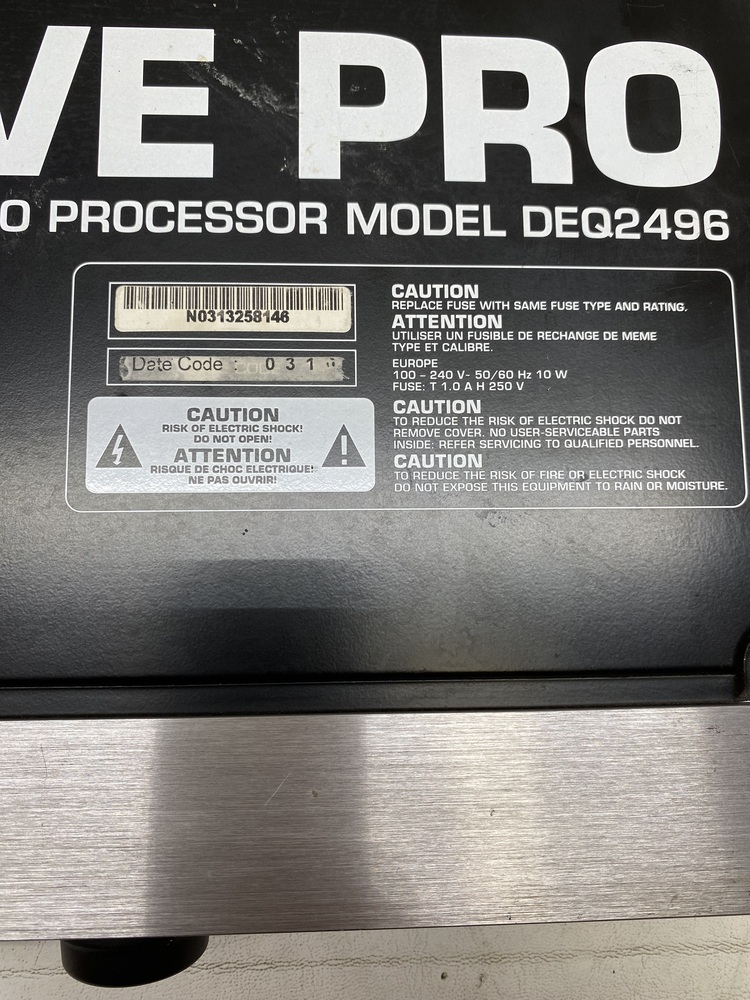 VE PRO
O PROCESSOR MODEL DEQ2496
N0313258146
Date Code : 0 3 1
CAUTION
RISK OF ELECTRIC SHOCK!
DO NOT OPEN!
ATTENTION
RISQUE DE CHOC ELECTRIQUE!
NE PAS OUVRIR!
CAUTION
REPLACE FUSE WITH SAME FUSE TYPE AND RATING.
ATTENTION
UTILISER UN FUSIBLE DE RECHANGE DE MEME
TYPE ET CALIBRE.
EUROPE
100 – 240 V~ 50/60 Hz 10 W
FUSE: T 1.0 A H 250 V
CAUTION
TO REDUCE THE RISK OF ELECTRIC SHOCK DO NOT
REMOVE COVER. NO USER-SERVICEABLE PARTS
INSIDE: REFER SERVICING TO QUALIFIED PERSONNEL.
CAUTION
TO REDUCE THE RISK OF FIRE OR ELECTRIC SHOCK
DO NOT EXPOSE THIS EQUIPMENT TO RAIN OR MOISTURE.